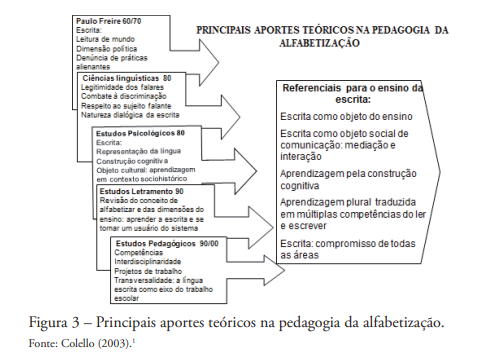 Paulo Freire 60/70
Escrita:
Leitura de mundo
Dimensão política
Denúncia de práticas
alienantes
PRINCIPAIS APORTES TEÓRICOS NA PEDAGOGIA DA
ALFABETIZAÇÃO
Ciências linguísticas 80
Legitimidade dos falares
Combate à discriminação
Respeito ao sujeito falante
Natureza dialógica da escrita
Estudos Psicológicos 80
Escrita:
Representação da língua
Construção cognitiva
Objeto cultural: aprendizagem
em contexto sociohistórico
Estudos Letramento 90
Revisão do conceito de
alfabetizar e das dimensões do
ensino: aprender a escrita e se
tornar um usuário do sistema
Estudos Pedagógicos 90/00
Competências
Interdisciplinaridade
Projetos de trabalho
Transversalidade: a língua
escrita como eixo do trabalho
escolar
Referenciais para o ensino da
escrita:
Escrita como objeto do ensino
Escrita como objeto social de
comunicação: mediação e
interação
Aprendizagem pela construção
cognitiva
Aprendizagem plural traduzida
em múltiplas competências do ler
e escrever
Escrita: compromisso de todas
as áreas
Figura 3 – Principais aportes teóricos na pedagogia da alfabetização.
Fonte: Colello (2003).¹